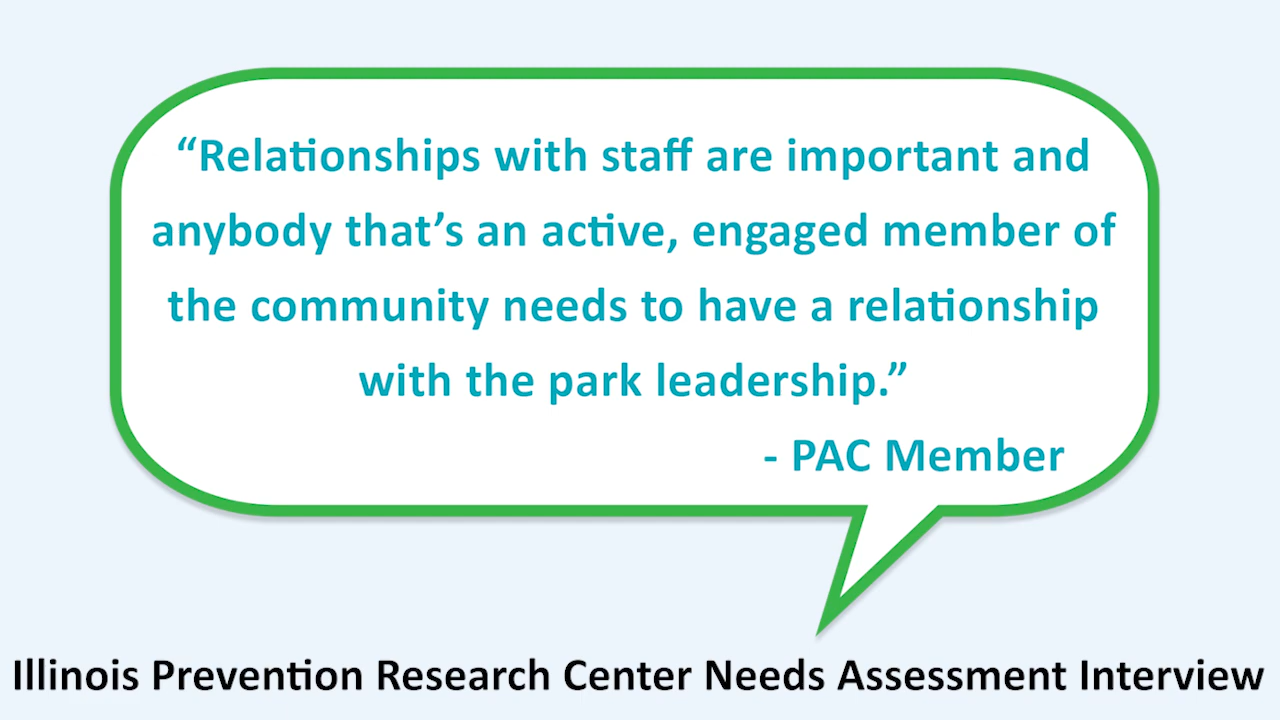 “Relationships with staff are important and
anybody that’s an active, engaged member of
the community needs to have a relationship
with the park leadership.”
- PAC Member
Illinois Prevention Research Center Needs Assessment Interview